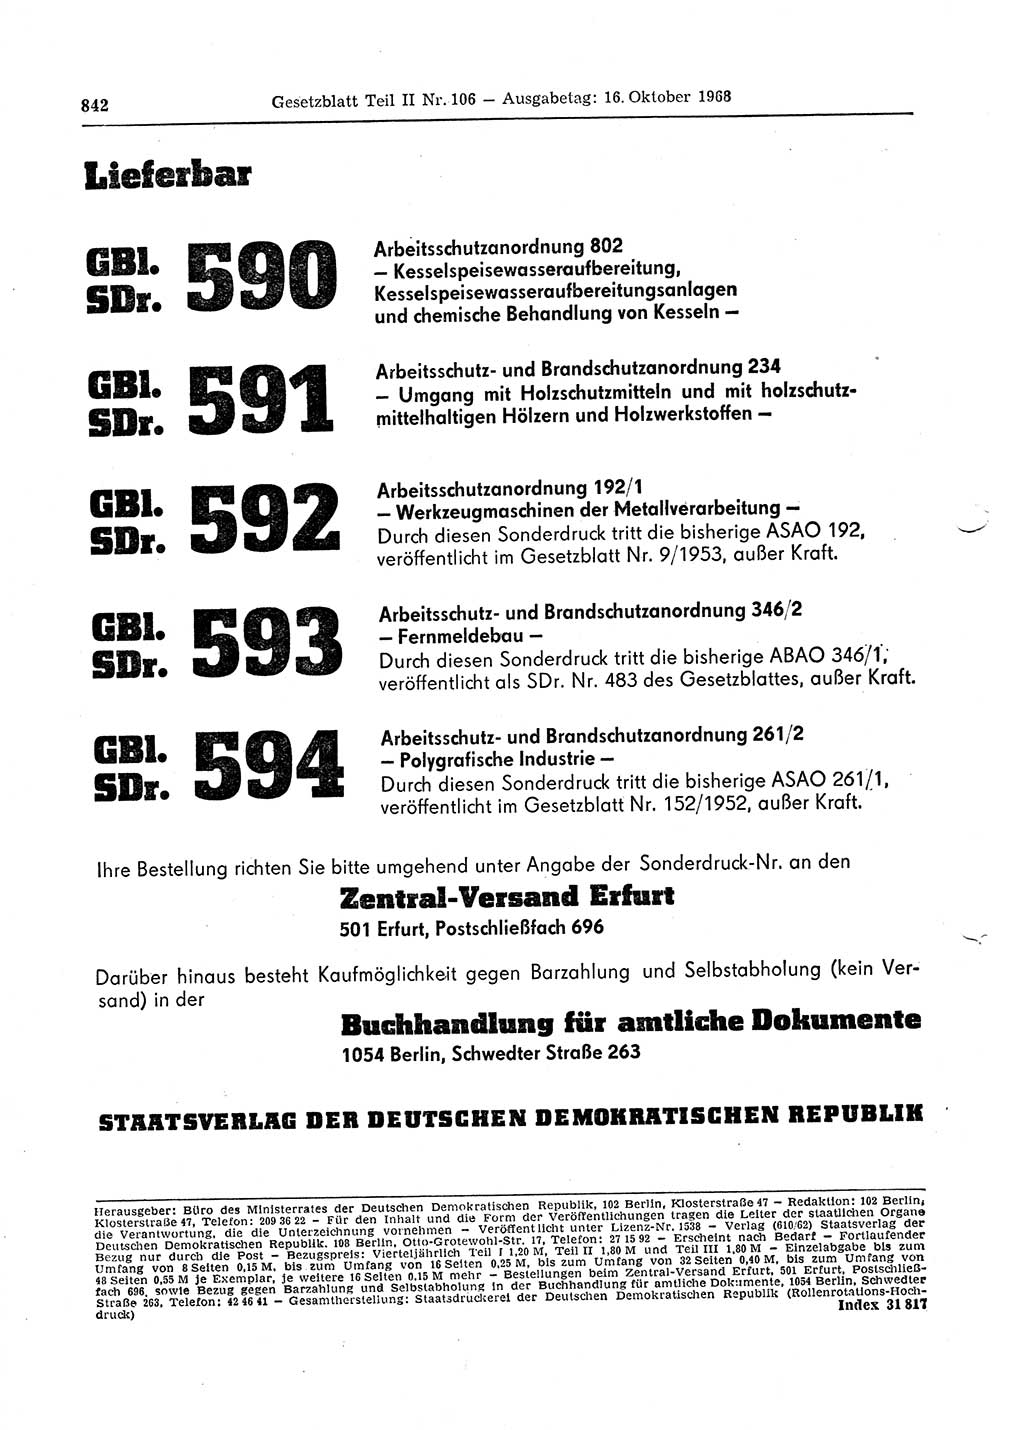 842
Gesetzblatt Teil II Nr. 106 — Ausgabetag: 16. Oktober 1968
Lieferbar
GBl.
SDr.
590
Arbeitsschutzanordnung 802
— Kesselspeisewasseraufbereitung,
Kesselspeisewasseraufbereitungsanlagen
und chemische Behandlung von Kesseln —
GBl.
SDr.
591
Arbeitsschutz- und Brandschutzanordnung 234
— Umgang mit Holzschutzmitteln und mit holzschutz-
mittelhaltigen Hölzern und Holzwerkstoffen —
GBl.
SDr.
592
Arbeitsschutzanordnung 192/1
— Werkzeugmaschinen der Metallverarbeitung —
Durch diesen Sonderdruck tritt die bisherige ASAO 192,
veröffentlicht im Gesetzblatt Nr. 9/1953, außer Kraft.
GBl.
SDr.
593
Arbeitsschutz- und Brandschutzanordnung 346/2
— Fernmeldebau —
Durch diesen Sonderdruck tritt die bisherige ABAO 346/1,
veröffentlicht als SDr. Nr. 483 des Gesetzblattes, außer Kraft.
GBl.
SDr.
594
Arbeitsschutz- und Brandschutzanordnung 261/2
— Polygrafische Industrie —
Durch diesen Sonderdruck tritt die bisherige ASAO 261/1,
veröffentlicht im Gesetzblatt Nr. 152/1952, außer Kraft.
Ihre Bestellung richten Sie bitte umgehend unter Angabe der Sonderdruck-Nr. an den
Zentral-Versand Erfurt
501 Erfurt, Postschließfach 696
Darüber hinaus besteht Kaufmöglichkeit gegen Barzahlung und Selbstabholung (kein Ver-
sand) in der
Buchhandlung für amtliche Dokumente
1054 Berlin, Schwedter Straße 263
STAATSVERLAG DER DEUTSCHEN DEMOKRATISCHEN REPUBLIK
Herausgeber: Büro des Ministerrates der Deutschen Demokratischen Republik, 102 Berlin, Klosterstraße 47 — Redaktion: 102 Berlin,
Klosterstraße 47, Telefon: 209 36 22 — Für den Inhalt und die Form der Veröffentlichungen tragen die Leiter der staatlichen Organe
die Verantwortung, die die Unterzeichnung vornehmen — Veröffentlicht unter Lizenz-Nr. 1538 — Verlag (610/62) Staatsverlag der
Deutschen Demokratischen Republik, 108 Berlin, Otto-Grotewohl-Str. 17, Telefon: 27 15 92 — Erscheint nach Bedarf — Fortlaufender
Bezug nur durch die Post — Bezugspreis: Vierteljährlich Teil I 1,20 M, Teil II 1,80 M und Teil III 1,80 M — Einzelabgabe bis zum
Umfang von 8 Seiten 0,15 M, bis zum Umfang von 16 Seiten 0,25 M, bis zum Umfang von 32 Seiten 0,40 M, bis zum Umfang von
48 Seiten 0,55 M je Exemplar, je weitere 16 Seiten 0,15 M mehr — Bestellungen beim Zentral-Versand Erfurt, 501 Erfurt, Postschließ-
fach 696, sowie Bezug gegen Barzahlung und Selbstabholung in der Buchhandlung für amtliche Dokumente, 1054 Berlin, Schwedter
Straße 263, Telefon: 42 46 41 — Gesamtherstellung: Staatsdruckerei der Deutschen Demokratischen Republik (Rollenrotations-Hoch-
druck)
Index 31 817